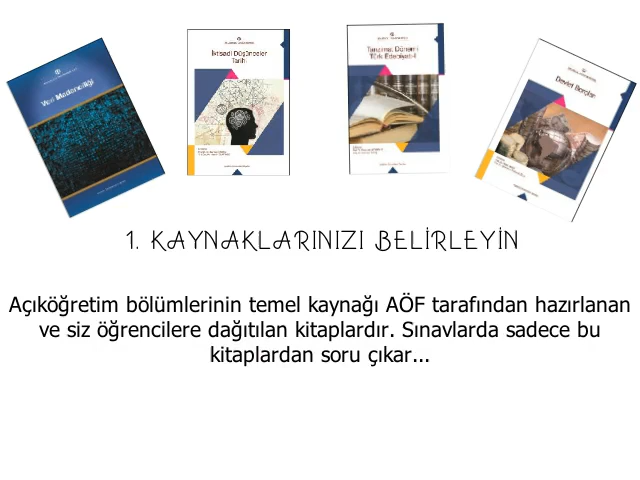 Veri Madenciliği
İktisadi Düşünceler
Tarihi
Tanzimat Dönemi
Türk Edebiyatı-I
Devlet Borçları
1. KAYNAKLARINIZI BELİRLEYİN
Açıköğretim bölümlerinin temel kaynağı AÖF tarafından hazırlanan
ve siz öğrencilere dağıtılan kitaplardır. Sınavlarda sadece bu
kitaplardan soru çıkar...